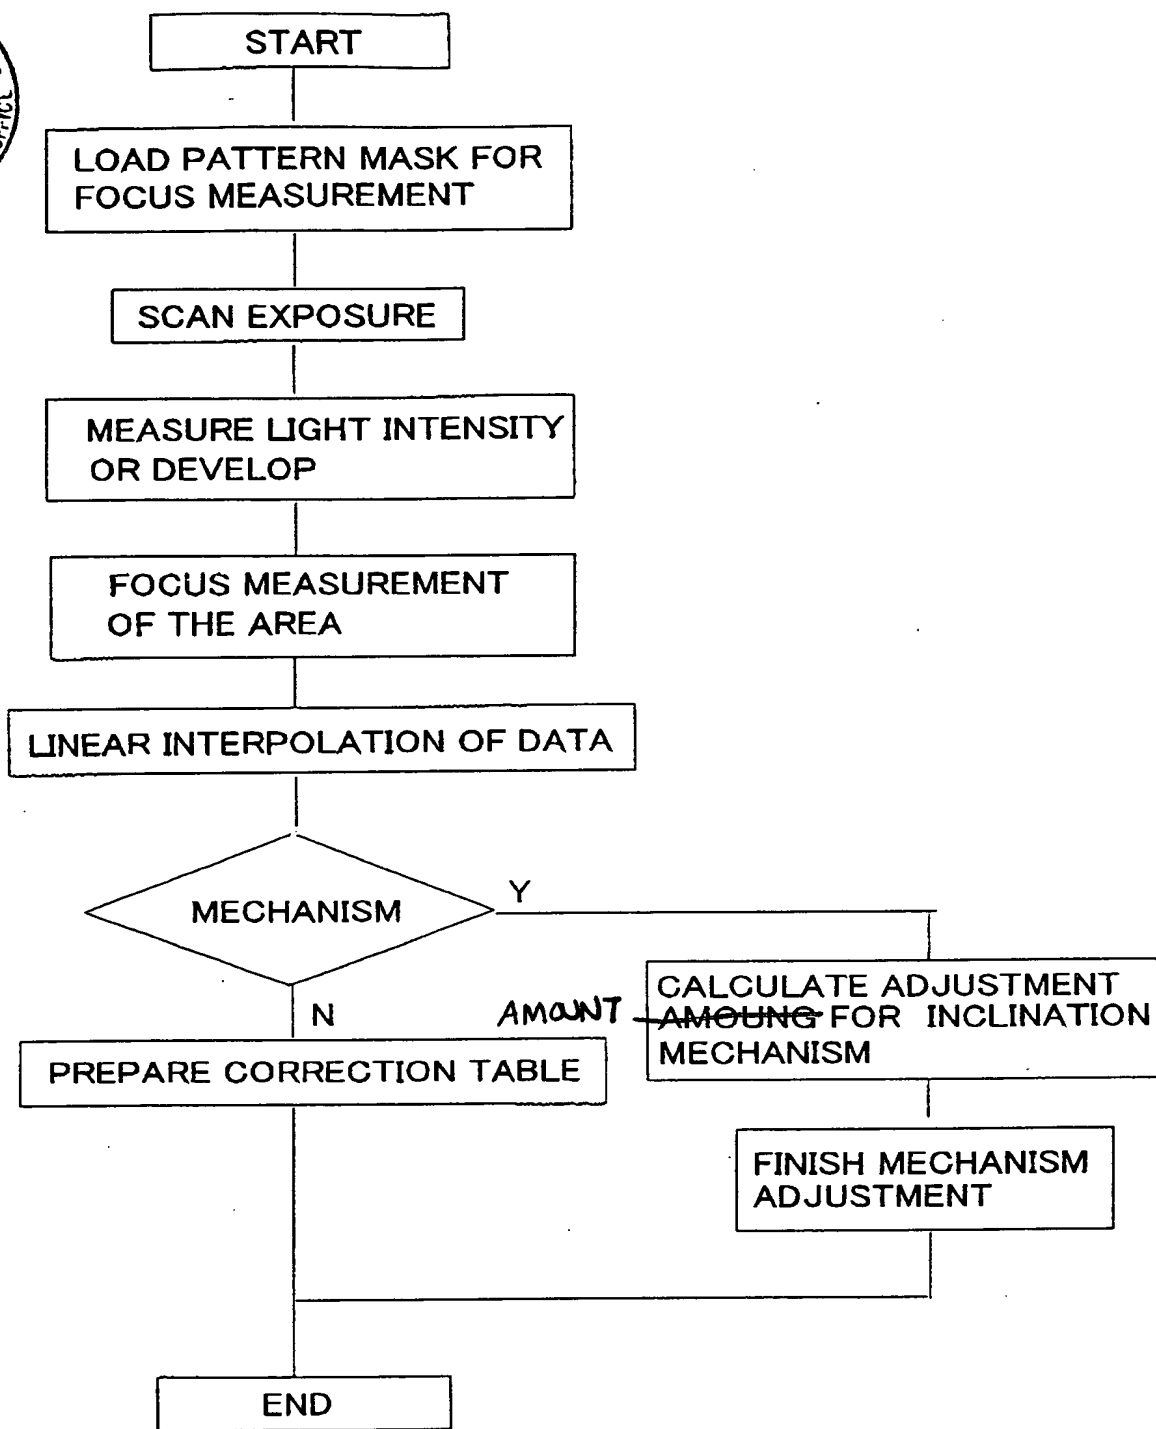 START
LOAD PATTERN MASK FOR
FOCUS MEASUREMENT
SCAN EXPOSURE
MEASURE LIGHT INTENSITY
OR DEVELOP
FOCUS MEASUREMENT
OF THE AREA
LINEAR INTERPOLATION OF DATA
MECHANISM
Y
N
CALCULATE ADJUSTMENT
AMOUNT AMOUNG FOR INCLINATION
MECHANISM
PREPARE CORRECTION TABLE
FINISH MECHANISM
ADJUSTMENT
END